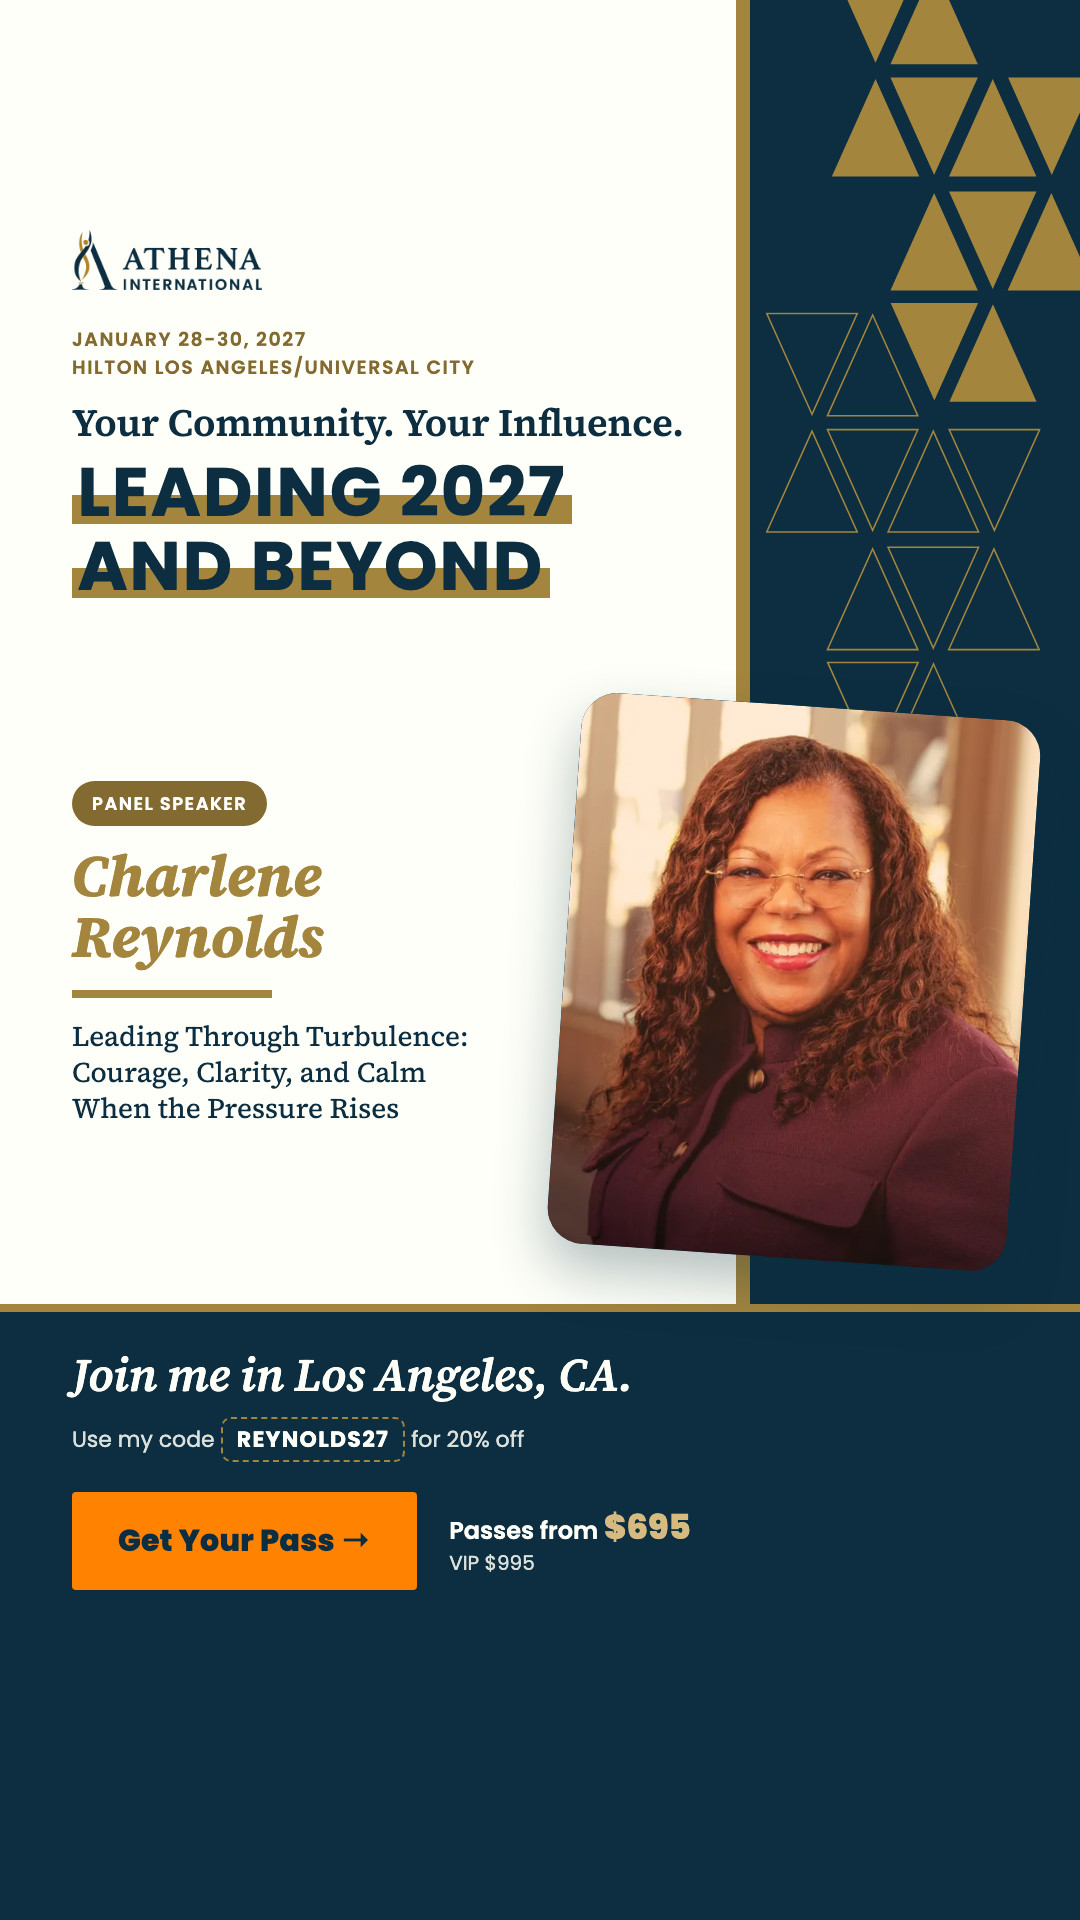 ATHENA
INTERNATIONAL
JANUARY 28-30, 2027
HILTON LOS ANGELES/UNIVERSAL CITY
Your Community. Your Influence.
LEADING 2027
AND BEYOND
PANEL SPEAKER
Charlene
Reynolds
Leading Through Turbulence:
Courage, Clarity, and Calm
When the Pressure Rises
Join me in Los Angeles, CA.
Use my code REYNOLDS27 for 20% off
Get Your Pass →
Passes from $695
VIP $995